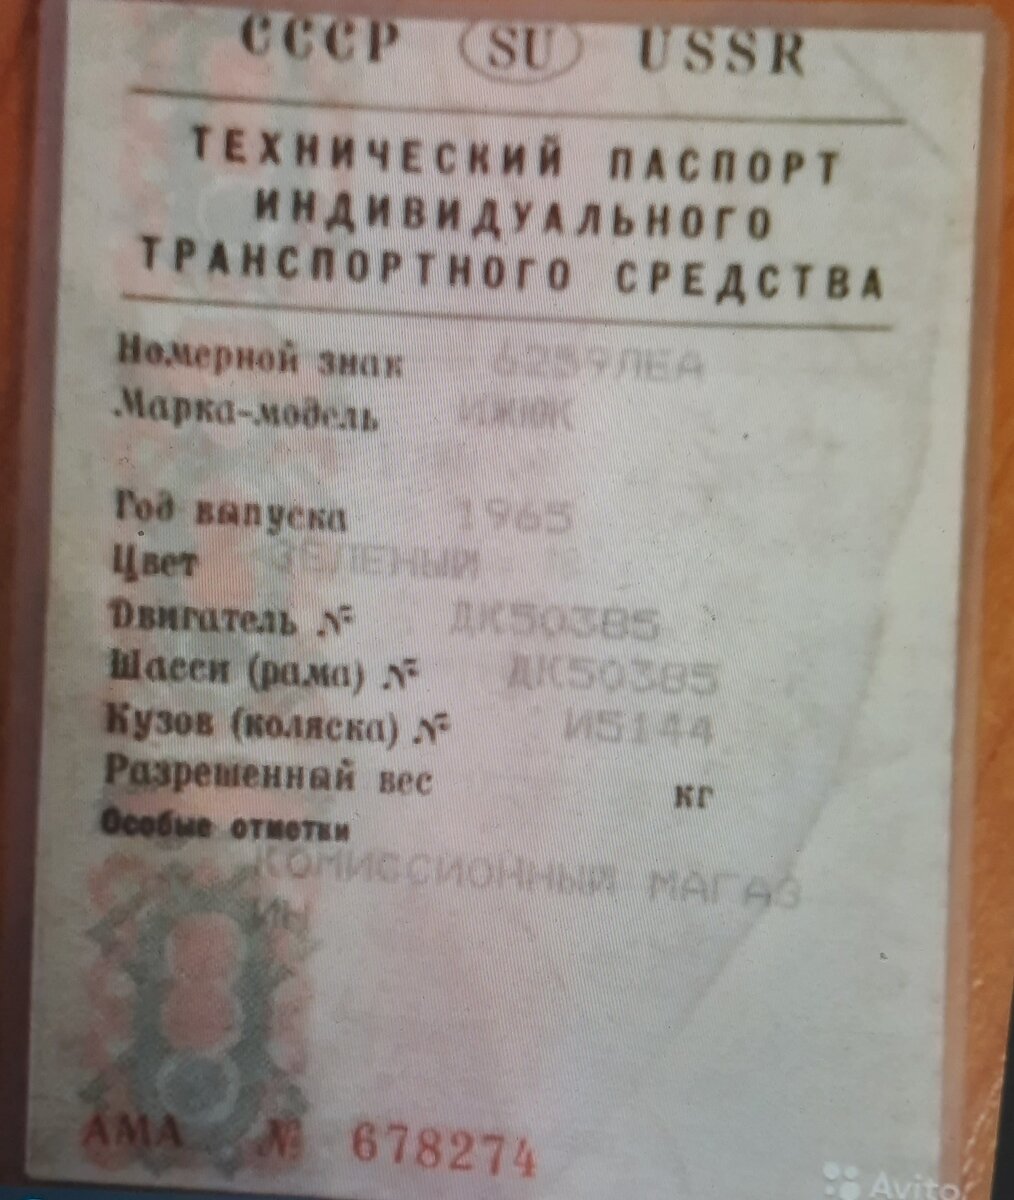 СССР SU USSR
ТЕХНИЧЕСКИЙ ПАСПОРТ
ИНДИВИДУАЛЬНОГО
ТРАНСПОРТНОГО СРЕДСТВА
Номерной знак 6259ЛЕА
Марка-модель
Год выпуска 1965
Цвет ЗЕЛЕНЫЙ
Двигатель № ДК50385
Шасси (рама) № ДК50385
Кузов (коляска) № И5144
Разрешенный вес кг
Особые отметки
КОМИССИОННЫЙ МАГАЗ
ИН
АМА № 678274
Avito